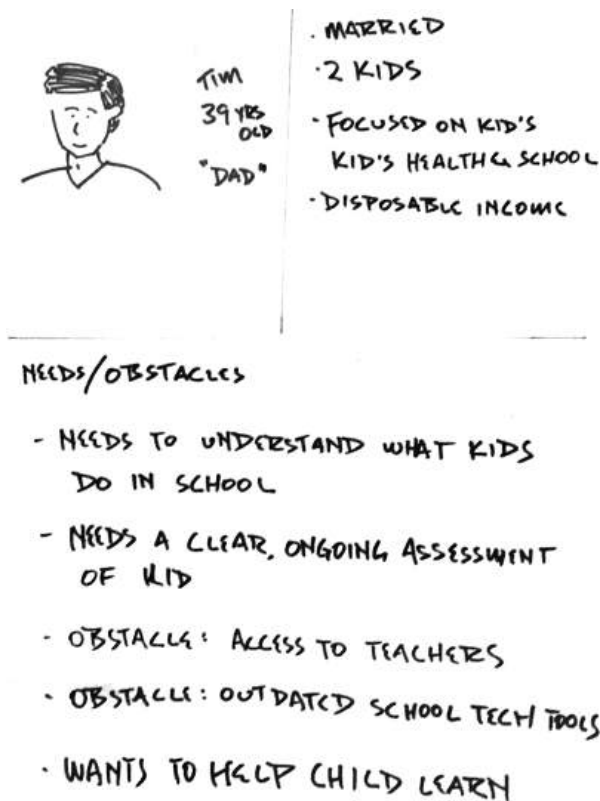 TIM
39 YRS
OLD
"DAD"
· MARRIED
· 2 KIDS
· FOCUSED ON KID'S
KID'S HEALTH & SCHOOL
· DISPOSABLE INCOME
NEEDS/OBSTACLES
- NEEDS TO UNDERSTAND WHAT KIDS
DO IN SCHOOL
- NEEDS A CLEAR, ONGOING ASSESSMENT
OF KID
· OBSTACLE: ACCESS TO TEACHERS
· OBSTACLE: OUTDATED SCHOOL TECH TOOLS
· WANTS TO HELP CHILD LEARN